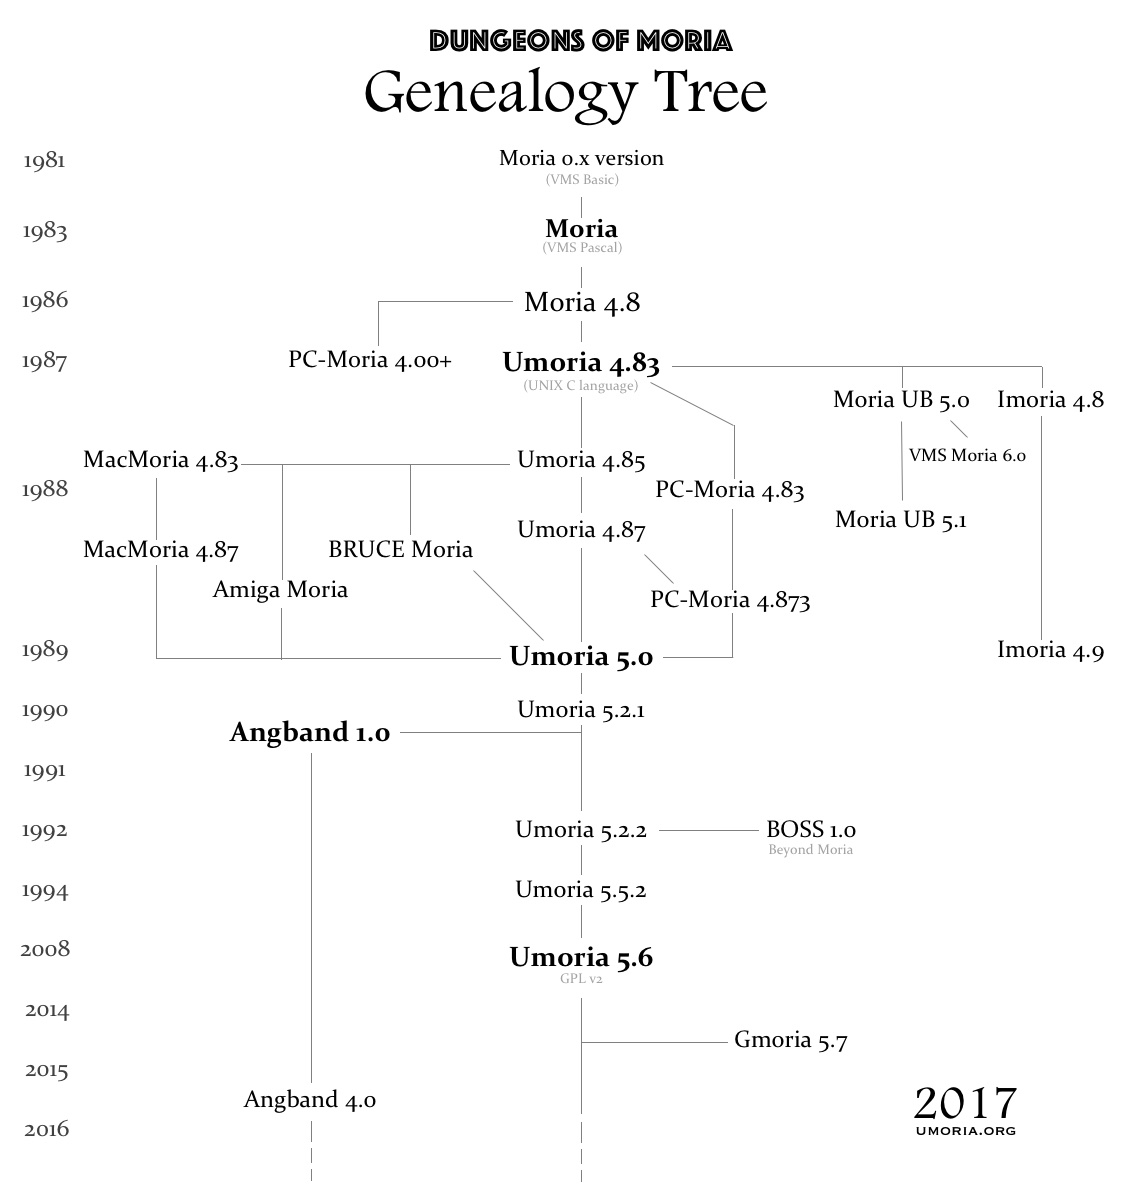 DUNGEONS OF MORIA
Genealogy Tree
1981
Moria 0.x version
(VMS Basic)
1983
Moria
(VMS Pascal)
1986
Moria 4.8
1987
PC-Moria 4.00+
Umoria 4.83
(UNIX C language)
Moria UB 5.0
Imoria 4.8
VMS Moria 6.0
MacMoria 4.83
Umoria 4.85
1988
PC-Moria 4.83
Moria UB 5.1
Umoria 4.87
MacMoria 4.87
BRUCE Moria
Amiga Moria
PC-Moria 4.873
1989
Umoria 5.0
Imoria 4.9
1990
Umoria 5.2.1
Angband 1.0
1991
1992
Umoria 5.2.2
BOSS 1.0
Beyond Moria
1994
Umoria 5.5.2
2008
Umoria 5.6
GPL v2
2014
Gmoria 5.7
2015
Angband 4.0
2016
2017
UMORIA.ORG